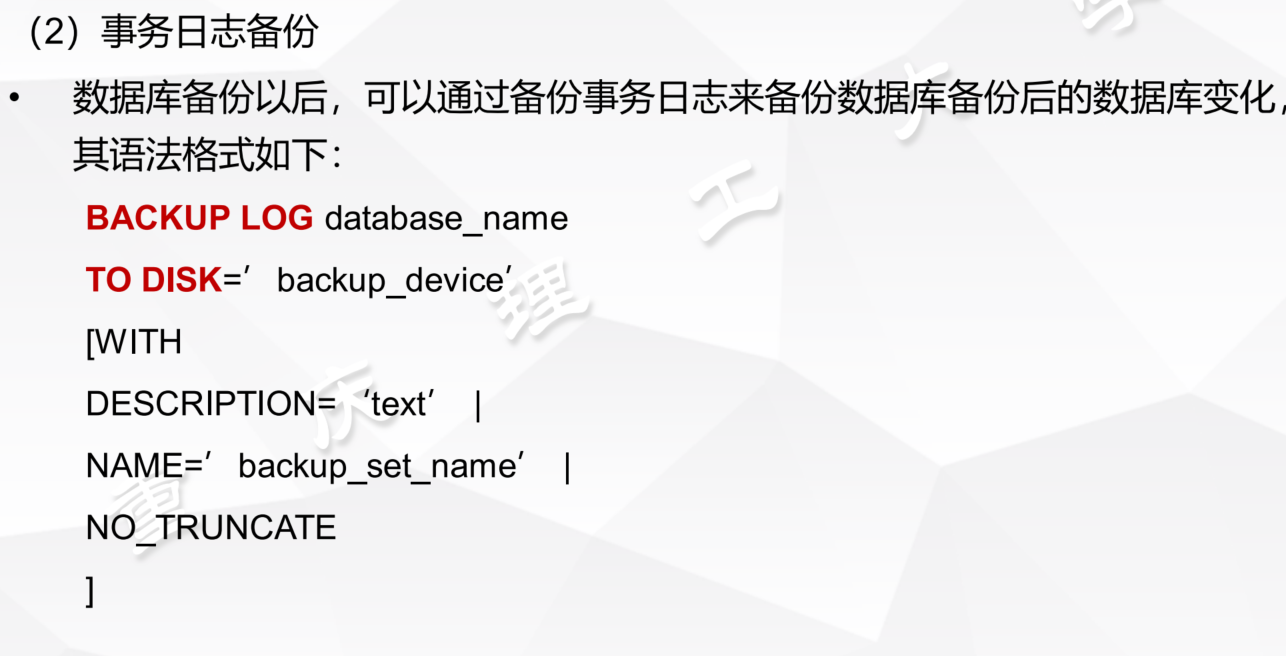 （2）事务日志备份
• 数据库备份以后，可以通过备份事务日志来备份数据库备份后的数据库变化，
其语法格式如下：
BACKUP LOG database_name
TO DISK=’ backup_device’
[WITH
DESCRIPTION= ‘text’ |
NAME=’ backup_set_name’ |
NO_TRUNCATE
]
重庆理工大学